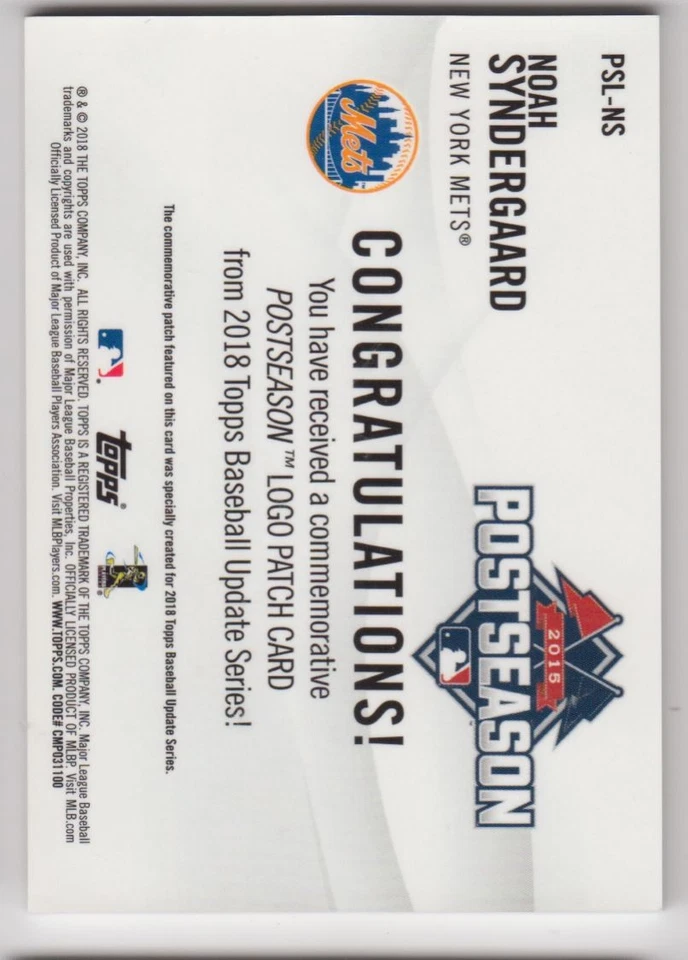 PSL-NS
NOAH
SYNDERGAARD
NEW YORK METS®
2015
POSTSEASON™
Mets™
CONGRATULATIONS!
You have received a commemorative
POSTSEASON™ LOGO PATCH CARD
from 2018 Topps Baseball Update Series!
The commemorative patch featured on this card was specially created for 2018 Topps Baseball Update Series.
topps®
® & © 2018 THE TOPPS COMPANY, INC. ALL RIGHTS RESERVED. TOPPS IS A REGISTERED TRADEMARK OF THE TOPPS COMPANY, INC. Major League Baseball
trademarks and copyrights are used with permission of Major League Baseball Properties, Inc. OFFICIALLY LICENSED PRODUCT OF MLBP. Visit MLB.com
Officially Licensed Product of Major League Baseball Players Association. Visit MLBPlayers.com. WWW.TOPPS.COM. CODE# CMP031100